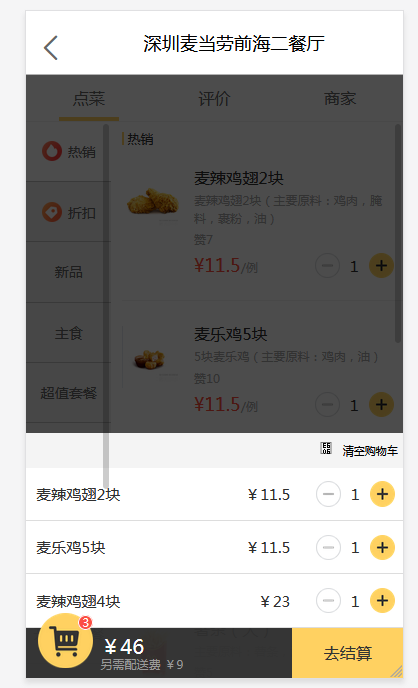 深圳麦当劳前海二餐厅
点菜 评价 商家
热销
热销
折扣
新品
主食
超值套餐
麦辣鸡翅2块
麦辣鸡翅2块（主要原料：鸡肉，腌
料，裹粉，油）
赞7
¥11.5/例
1
麦乐鸡5块
5块麦乐鸡（主要原料：鸡肉，油）
赞10
¥11.5/例
1
清空购物车
麦辣鸡翅2块 ¥11.5 1
麦乐鸡5块 ¥11.5 1
麦辣鸡翅4块 ¥23 1
3
¥46
另需配送费 ¥9
去结算